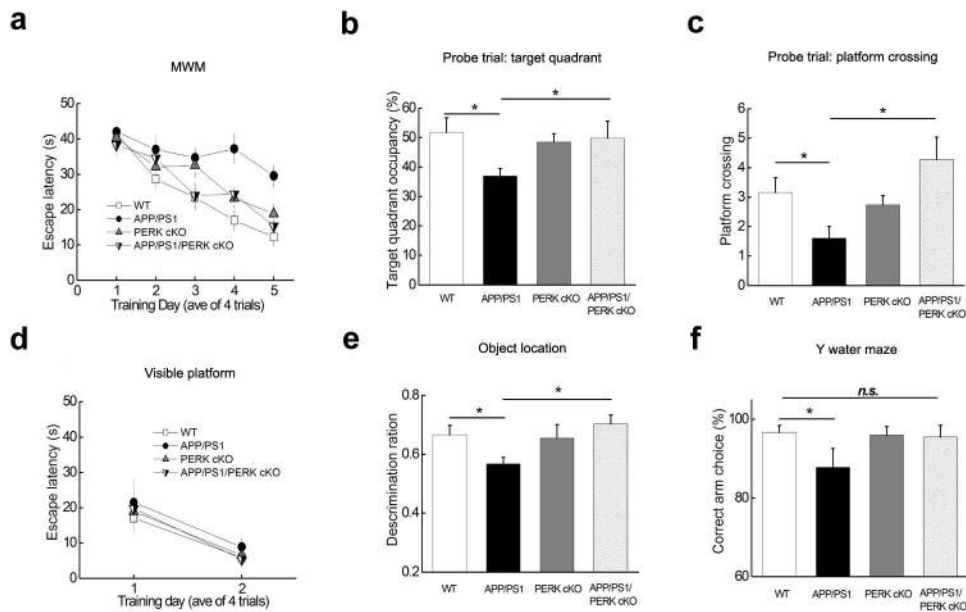 a
MWM
Escape latency (s)
50
40
30
20
10
0
WT
APP/PS1
PERK cKO
APP/PS1/PERK cKO
1 2 3 4 5
Training Day (ave of 4 trials)
b
Probe trial: target quadrant
*
*
Target quadrant occupancy (%)
60
50
40
30
20
10
0
WT APP/PS1 PERK cKO APP/PS1/
PERK cKO
c
Probe trial: platform crossing
*
*
Platform crossing
6
5
4
3
2
1
0
WT APP/PS1 PERK cKO APP/PS1/
PERK cKO
d
Visible platform
Escape latency (s)
50
40
30
20
10
0
WT
APP/PS1
PERK cKO
APP/PS1/PERK cKO
1 2
Training day (ave of 4 trials)
e
Object location
*
*
Descrimination ration
0.8
0.6
0.4
0.2
WT APP/PS1 PERK cKO APP/PS1/
PERK cKO
f
Y water maze
n.s.
*
Correct arm choice (%)
100
80
60
WT APP/PS1 PERK cKO APP/PS1/
PERK cKO